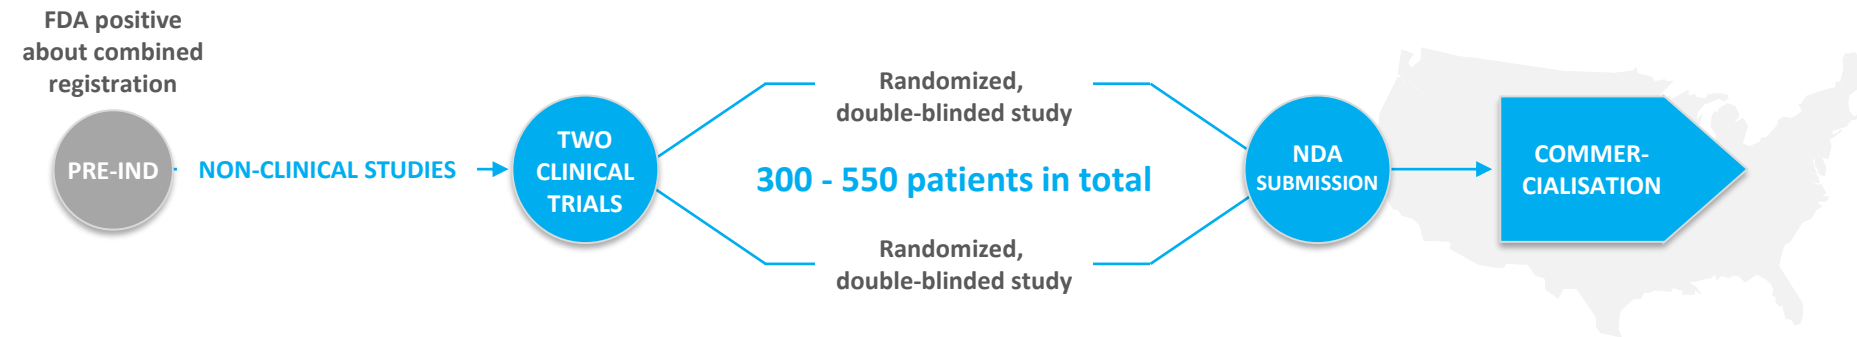 FDA positive
about combined
registration
PRE-IND
NON-CLINICAL STUDIES
TWO
CLINICAL
TRIALS
Randomized,
double-blinded study
300 - 550 patients in total
Randomized,
double-blinded study
NDA
SUBMISSION
COMMER-
CIALISATION